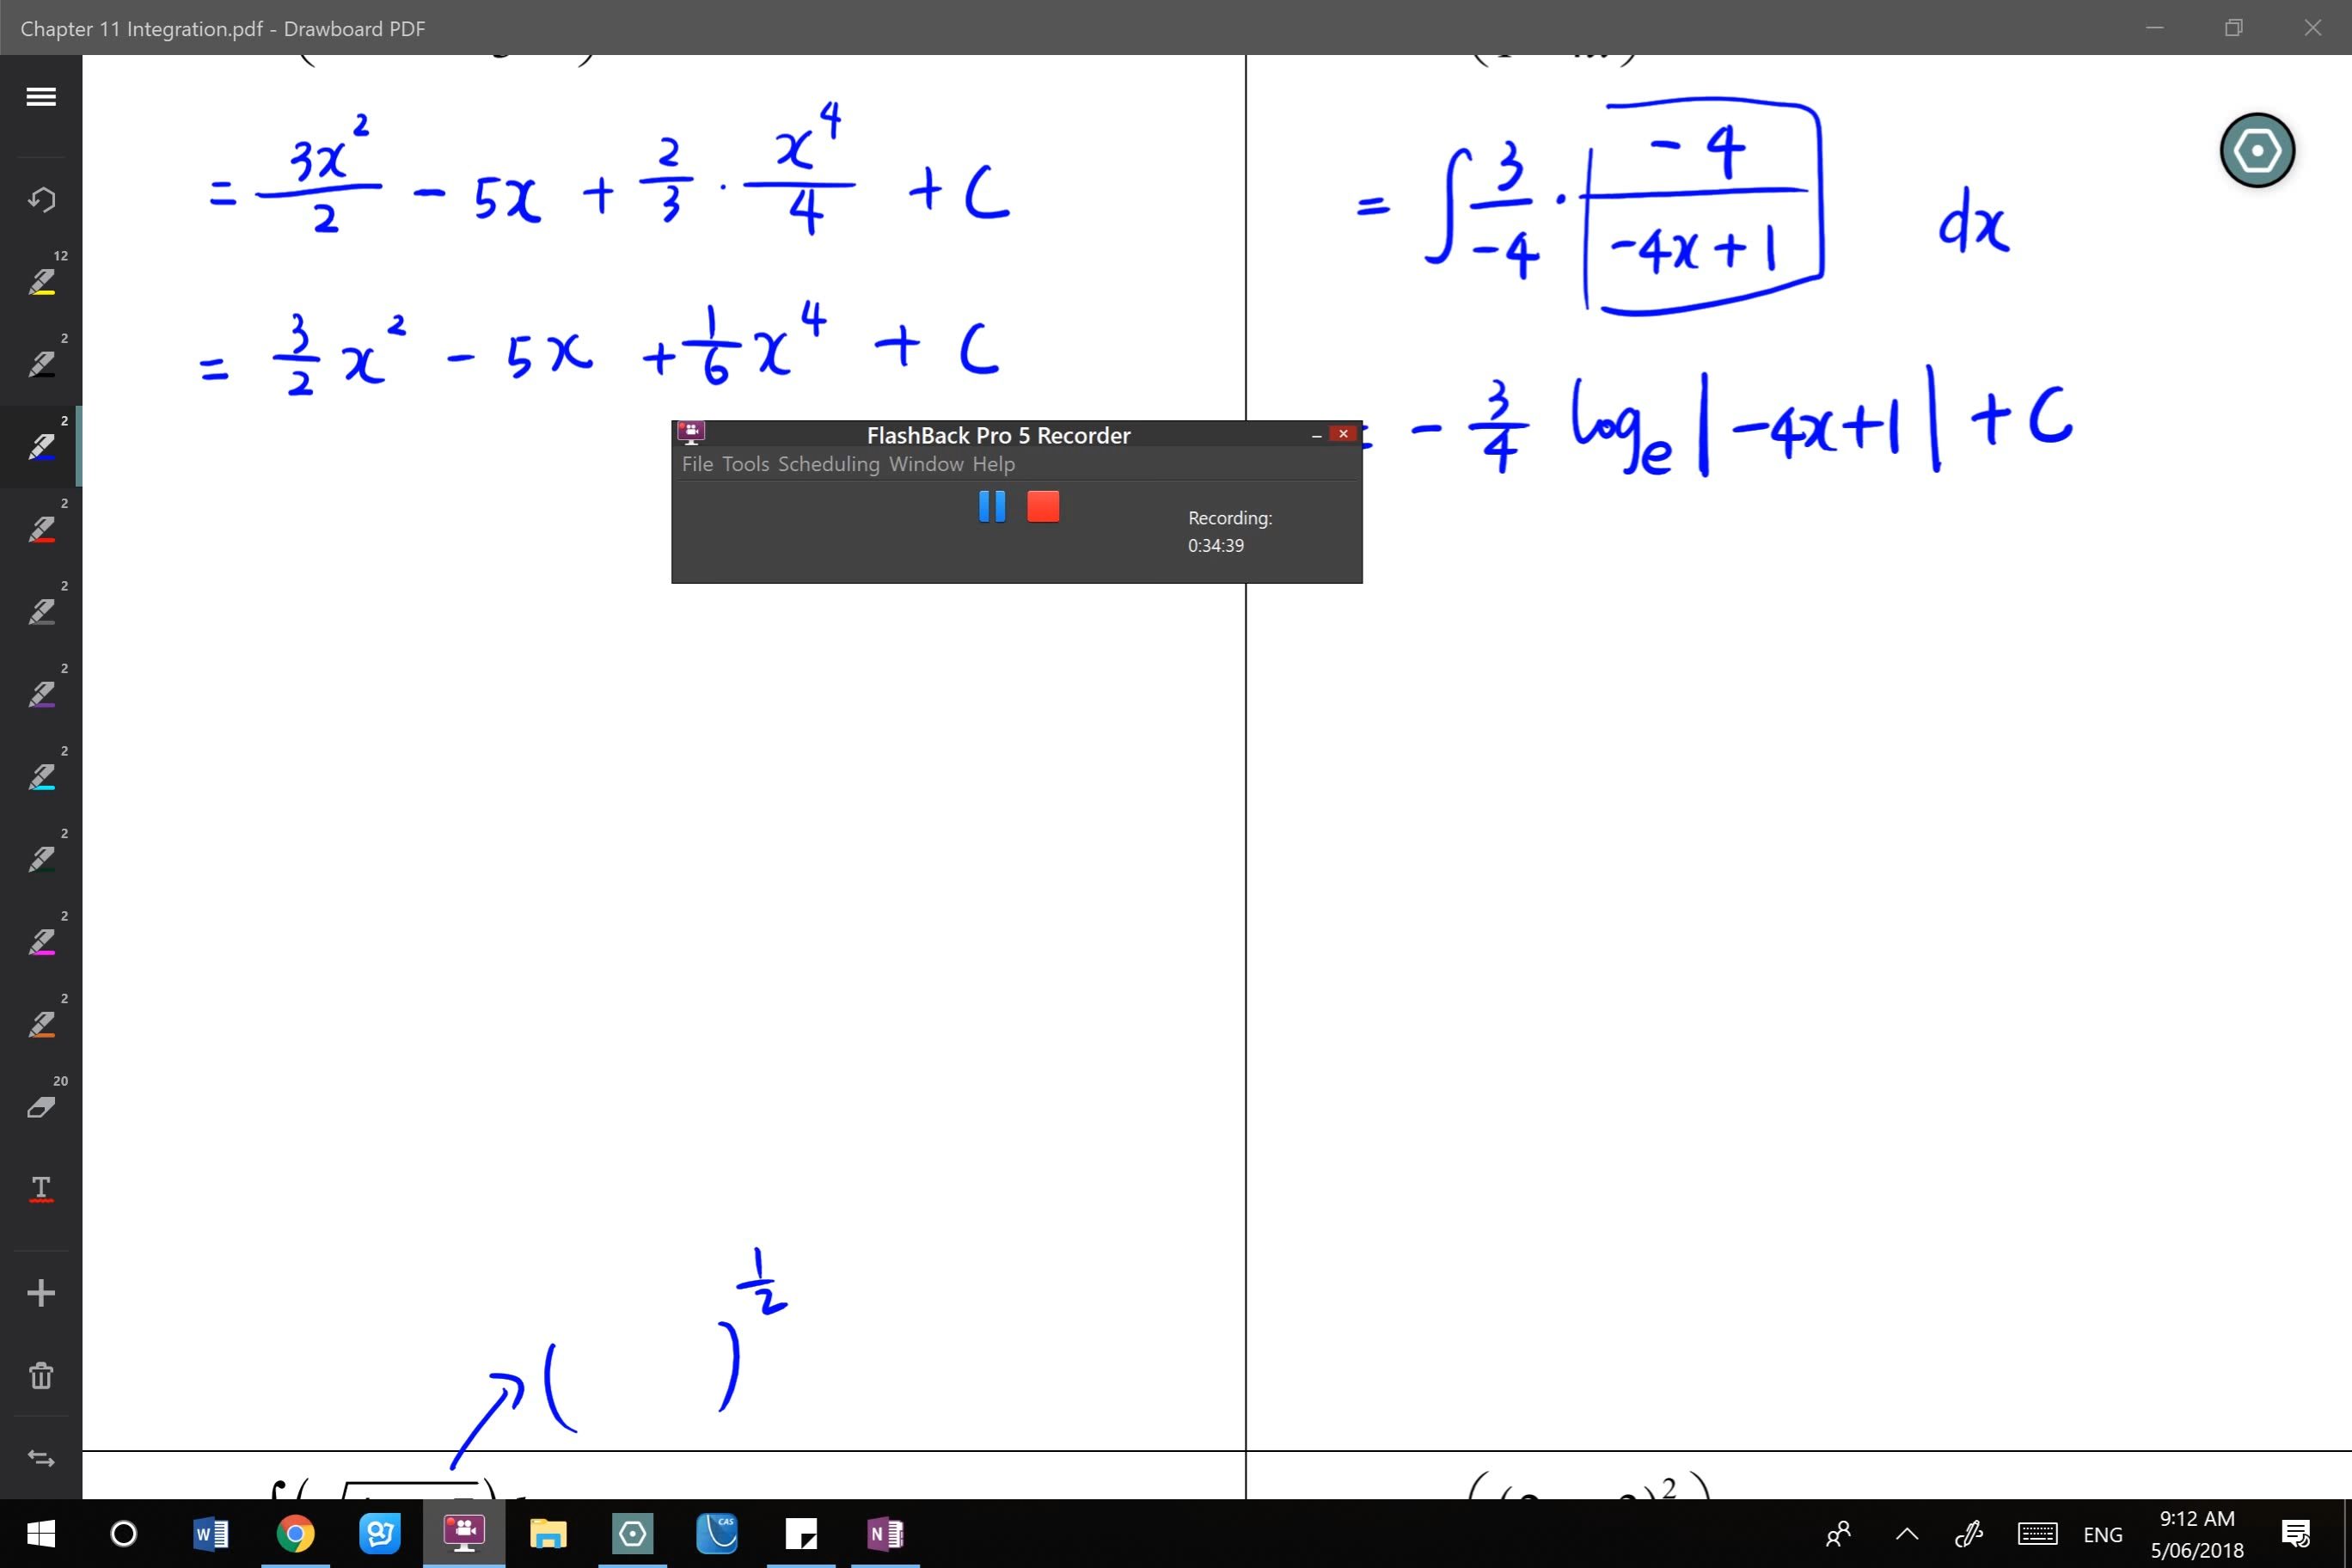 Chapter 11 Integration.pdf - Drawboard PDF
= 3x²/2 - 5x + 2/3 · x⁴/4 + C
= 3/2 x² - 5x + 1/6 x⁴ + C
= ∫ 3/-4 · -4/-4x+1 dx
= - 3/4 logₑ |-4x+1| + C
FlashBack Pro 5 Recorder
File Tools Scheduling Window Help
Recording:
0:34:39
( )^1/2
12
2
2
2
2
2
2
2
2
2
20
T
W
CAS
N
ENG
9:12 AM
5/06/2018